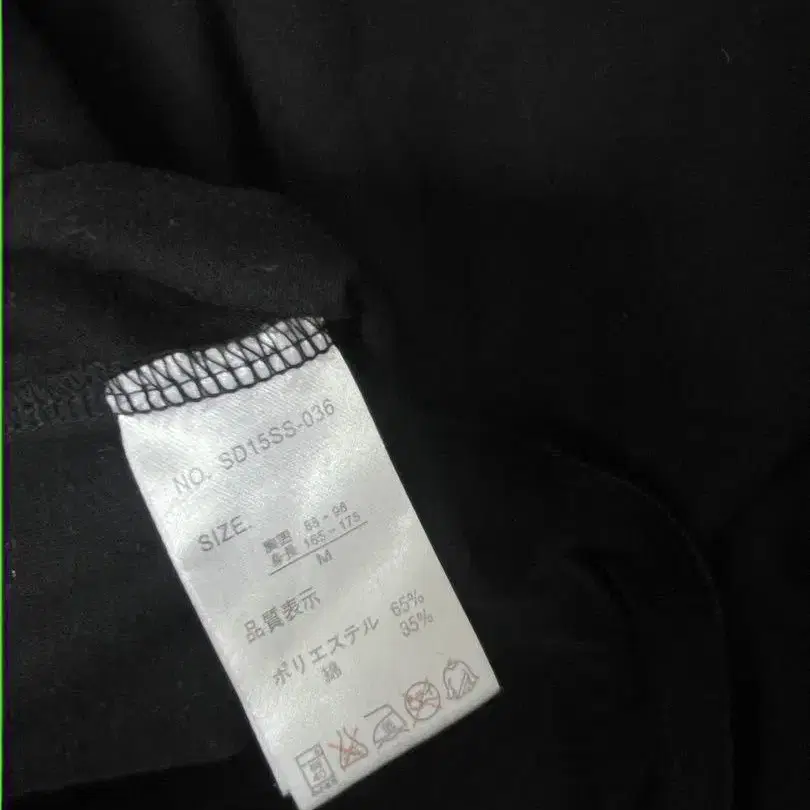 NO. SD15SS-036
SIZE.
胸囲 88-96
身長 165-175
M
品質表示
ポリエステル 65%
綿 35%